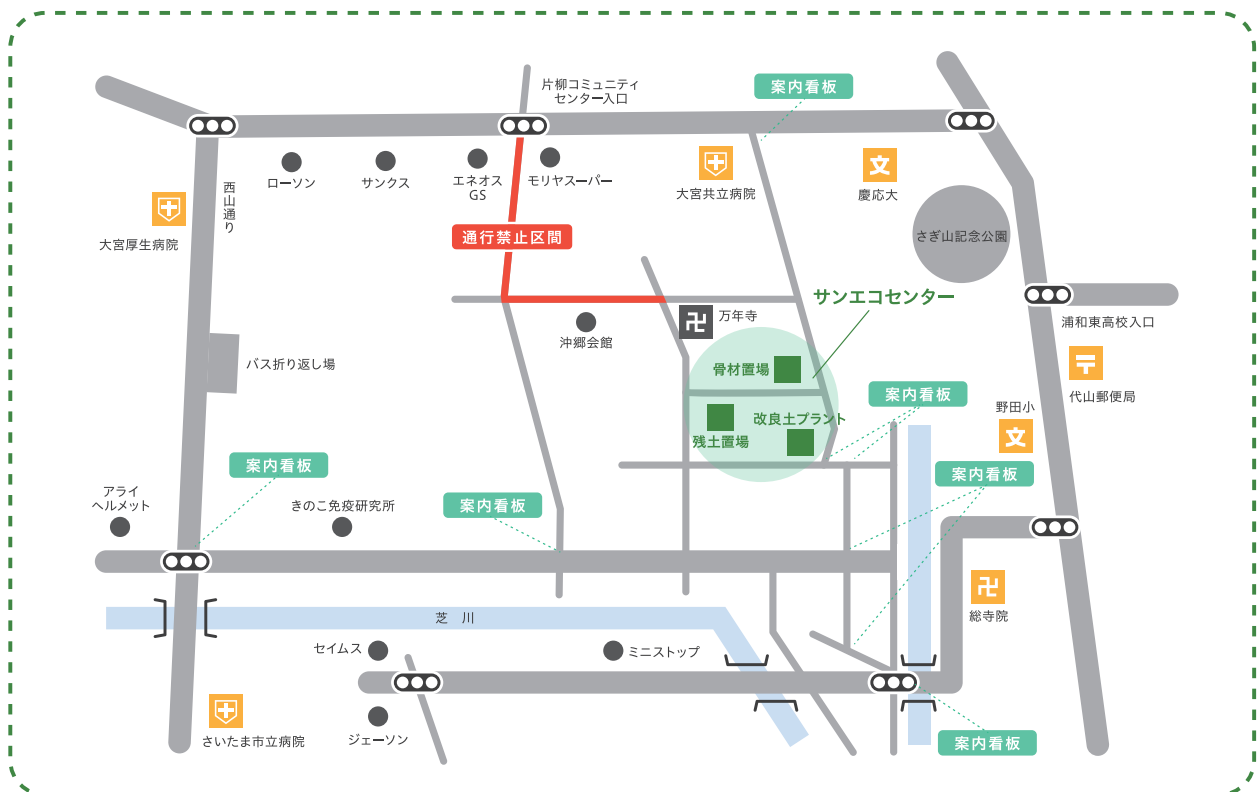 片柳コミュニティ
センター入口
案内看板
ローソン
サンクス
エネオス
GS
モリヤスーパー
大宮共立病院
慶応大
西山通り
大宮厚生病院
通行禁止区間
さぎ山記念公園
サンエコセンター
万年寺
沖郷会館
浦和東高校入口
バス折り返し場
骨材置場
代山郵便局
案内看板
野田小
改良土プラント
残土置場
案内看板
案内看板
アライ
ヘルメット
きのこ免疫研究所
案内看板
総寺院
芝川
セイムス
ミニストップ
さいたま市立病院
ジェーソン
案内看板